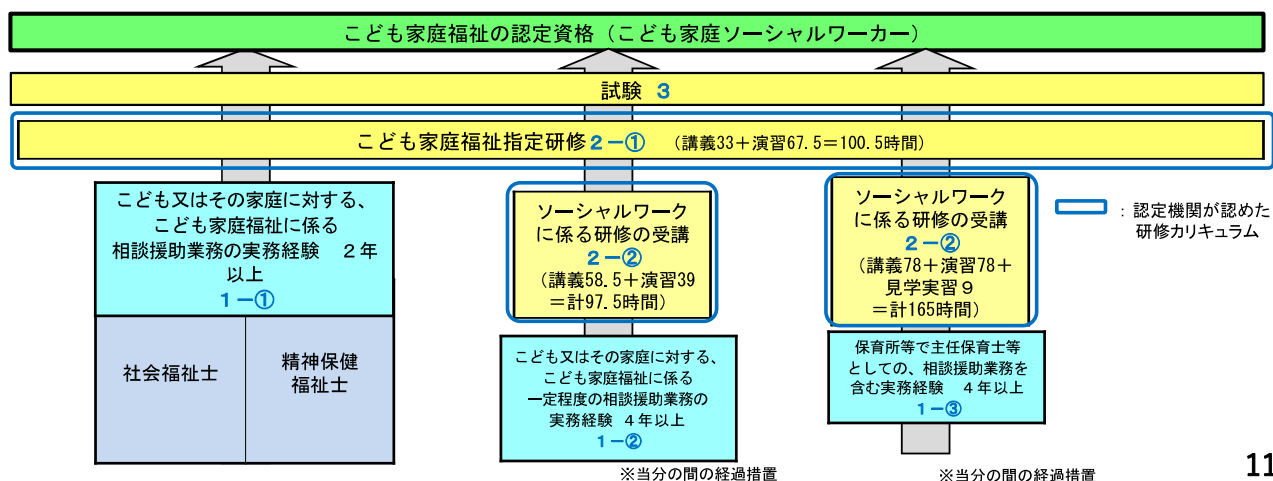 こども家庭福祉の認定資格（こども家庭ソーシャルワーカー）
試験 3
こども家庭福祉指定研修2－① （講義33＋演習67.5＝100.5時間）
こども又はその家庭に対する、
こども家庭福祉に係る
相談援助業務の実務経験　２年
以上
1－①
社会福祉士
精神保健
福祉士
ソーシャルワーク
に係る研修の受講
2－②
（講義58.5＋演習39
＝計97.5時間）
こども又はその家庭に対する、
こども家庭福祉に係る
一定程度の相談援助業務の
実務経験　４年以上
1－②
※当分の間の経過措置
ソーシャルワーク
に係る研修の受講
2－②
（講義78＋演習78＋
見学実習９
＝計165時間）
保育所等で主任保育士等
としての、相談援助業務を
含む実務経験　４年以上
1－③
※当分の間の経過措置
：認定機関が認めた
研修カリキュラム
11